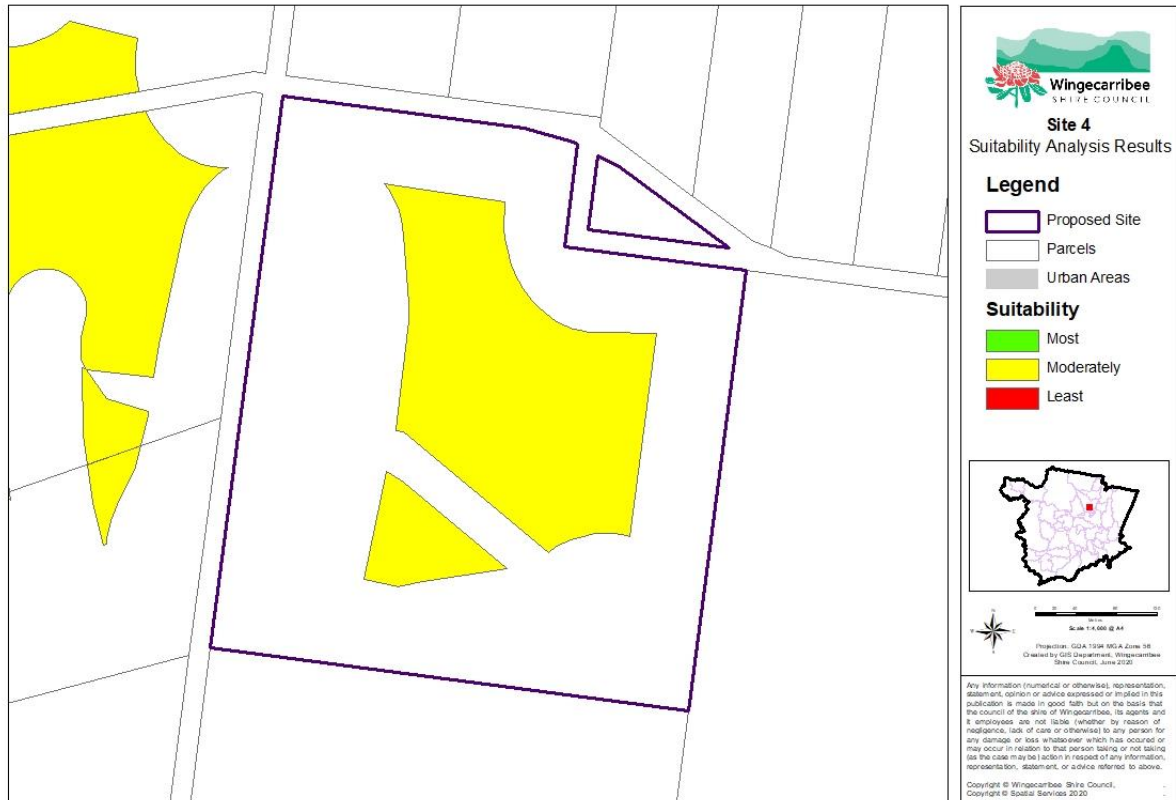 Wingecarribee
SHIRE COUNCIL
Site 4
Suitability Analysis Results
Legend
Proposed Site
Parcels
Urban Areas
Suitability
Most
Moderately
Least
N
W
E
S
Scale 1:4,000 @ A4
Projection: GDA 1994 MGA Zone 56
Created by GIS Department, Wingecarribee
Shire Council, June 2020
Any information (numerical or otherwise), representation,
statement, opinion or advice expressed or implied in this
publication is made in good faith but on the basis that
the council of the shire of Wingecarribee, its agents and
it employees are not liable (whether by reason of
negligence, lack of care or otherwise) to any person for
any damage or loss whatsoever which has occured or
may occur in relation to that person taking or not taking
(as the case may be) action in respect of any information,
representation, statement, or advice referred to above.
Copyright © Wingecarribee Shire Council,
Copyright © Spatial Services 2020